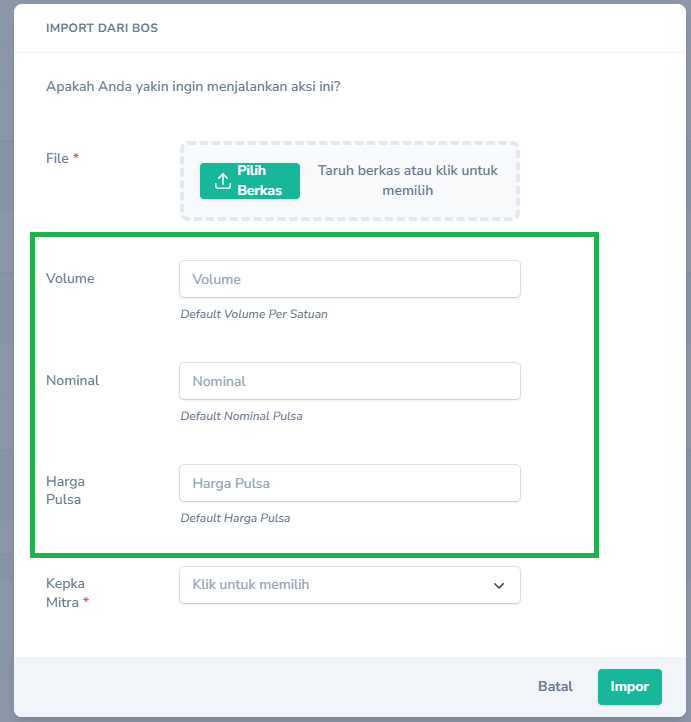 IMPORT DARI BOS
Apakah Anda yakin ingin menjalankan aksi ini?
File *
Pilih
Berkas
Taruh berkas atau klik untuk
memilih
Volume
Volume
Default Volume Per Satuan
Nominal
Nominal
Default Nominal Pulsa
Harga
Pulsa
Harga Pulsa
Default Harga Pulsa
Kepka
Mitra *
Klik untuk memilih
Batal
Impor